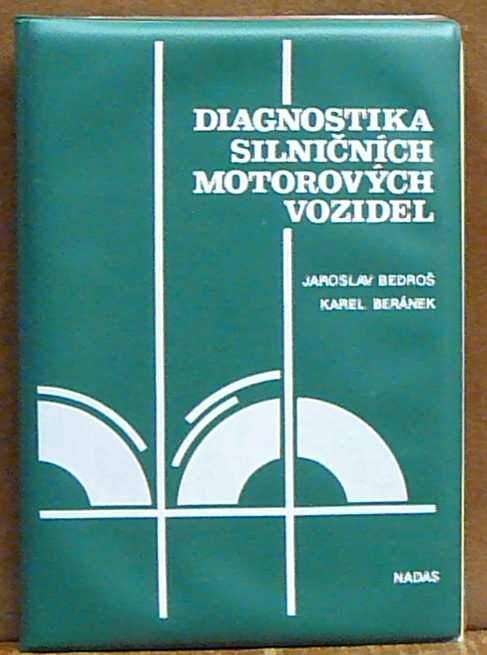 DIAGNOSTIKA
SILNIČNÍCH
MOTOROVÝCH
VOZIDEL
JAROSLAV BEDROŠ
KAREL BERÁNEK
NADAS